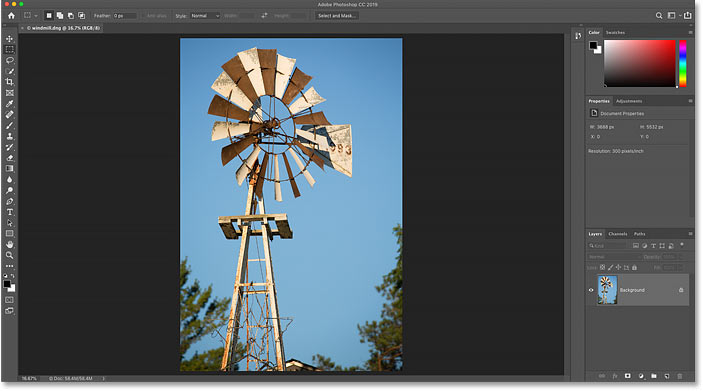 Adobe Photoshop CC 2019
Feather: 0 px Anti-alias Style: Normal Width: Height: Select and Mask...
× © windmill.dng @ 16.7% (RGB/8)
Color Swatches
Properties Adjustments
Document Properties
W: 3688 px H: 5532 px
X: 0 Y: 0
Resolution: 300 pixels/inch
993
Layers Channels Paths
Kind
Normal Opacity:
Lock: Fill:
Background
16.67% Doc: 58.4M/58.4M